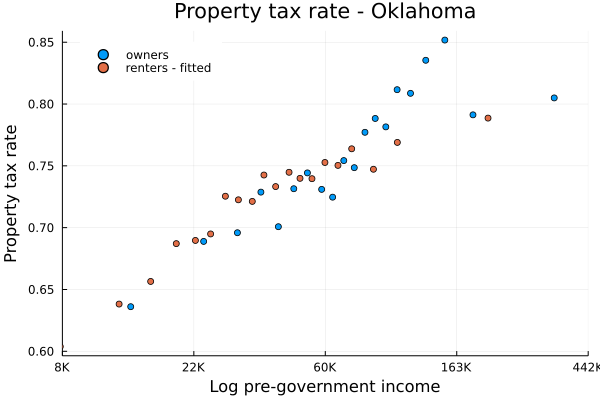 Property tax rate - Oklahoma
owners
renters - fitted
Property tax rate
0.85
0.80
0.75
0.70
0.65
0.60
8K
22K
60K
163K
442K
Log pre-government income